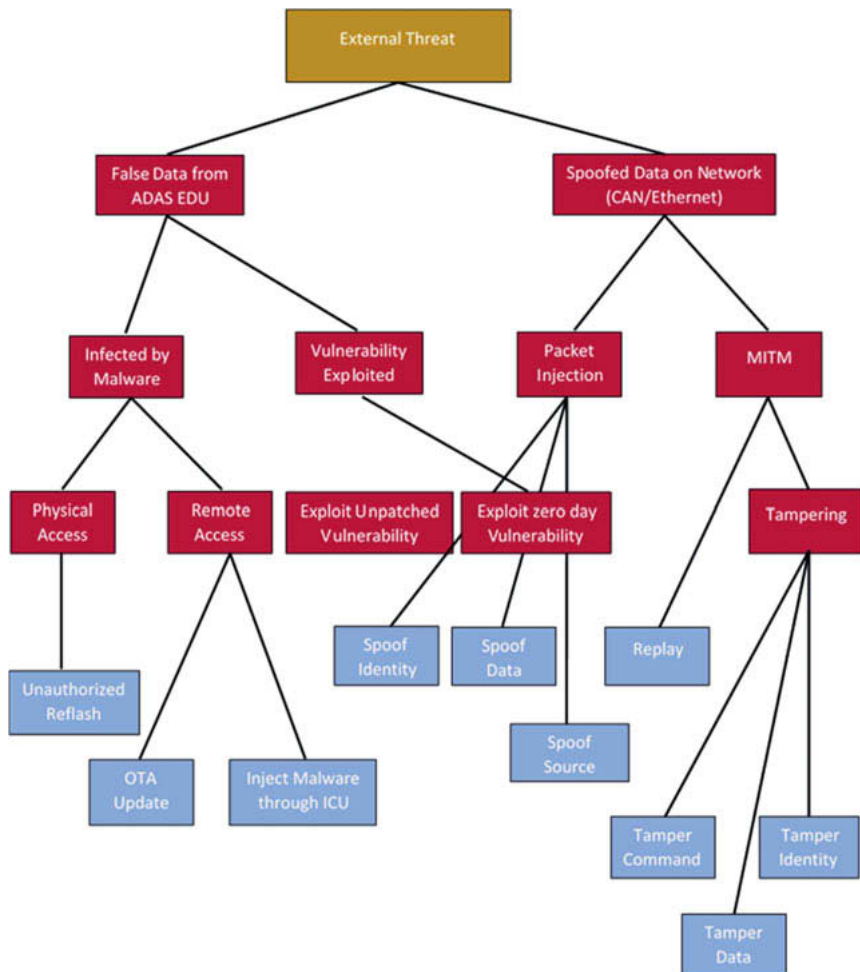 External Threat
False Data from
ADAS EDU
Spoofed Data on Network
(CAN/Ethernet)
Infected by
Malware
Vulnerability
Exploited
Packet
Injection
MITM
Physical
Access
Remote
Access
Exploit Unpatched
Vulnerability
Exploit zero day
Vulnerability
Tampering
Spoof
Identity
Spoof
Data
Replay
Unauthorized
Reflash
Spoof
Source
OTA
Update
Inject Malware
through ICU
Tamper
Command
Tamper
Identity
Tamper
Data